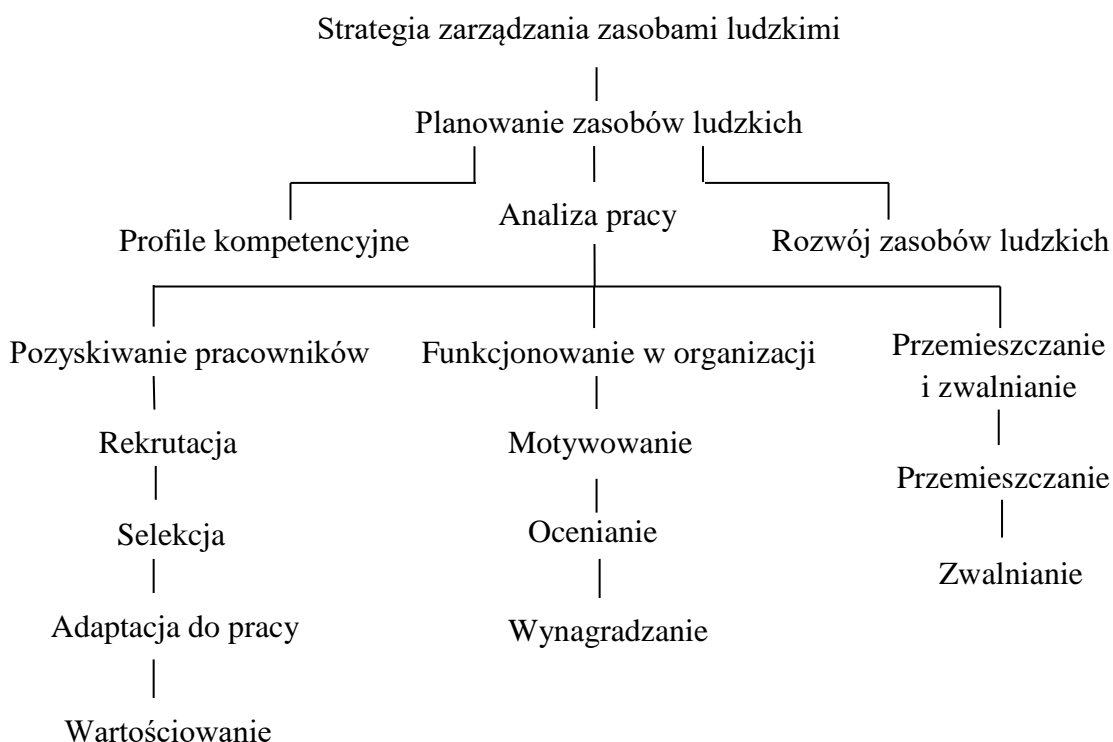 Strategia zarządzania zasobami ludzkimi
Planowanie zasobów ludzkich
Profile kompetencyjne
Analiza pracy
Rozwój zasobów ludzkich
Pozyskiwanie pracowników
Funkcjonowanie w organizacji
Przemieszczanie
i zwalnianie
Rekrutacja
Motywowanie
Przemieszczanie
Selekcja
Ocenianie
Zwalnianie
Adaptacja do pracy
Wynagradzanie
Wartościowanie